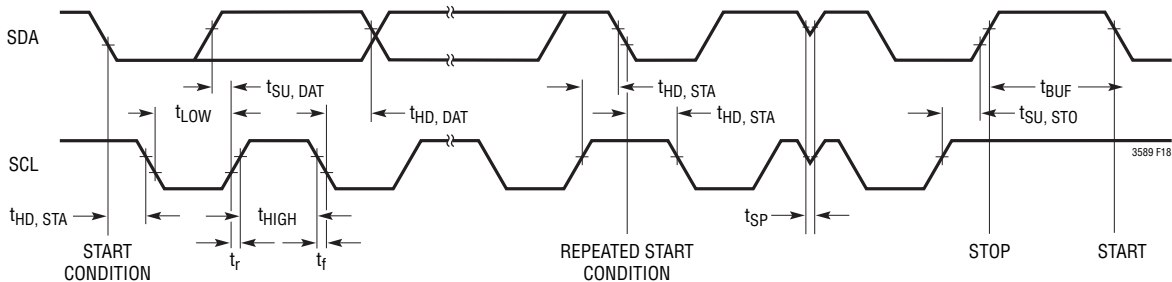 SDA
tSU, DAT
tLOW
tHD, DAT
tHD, STA
tHD, STA
tBUF
tSU, STO
SCL
3589 F18
tHD, STA
tHIGH
tSP
tr
tf
START
CONDITION
REPEATED START
CONDITION
STOP
START